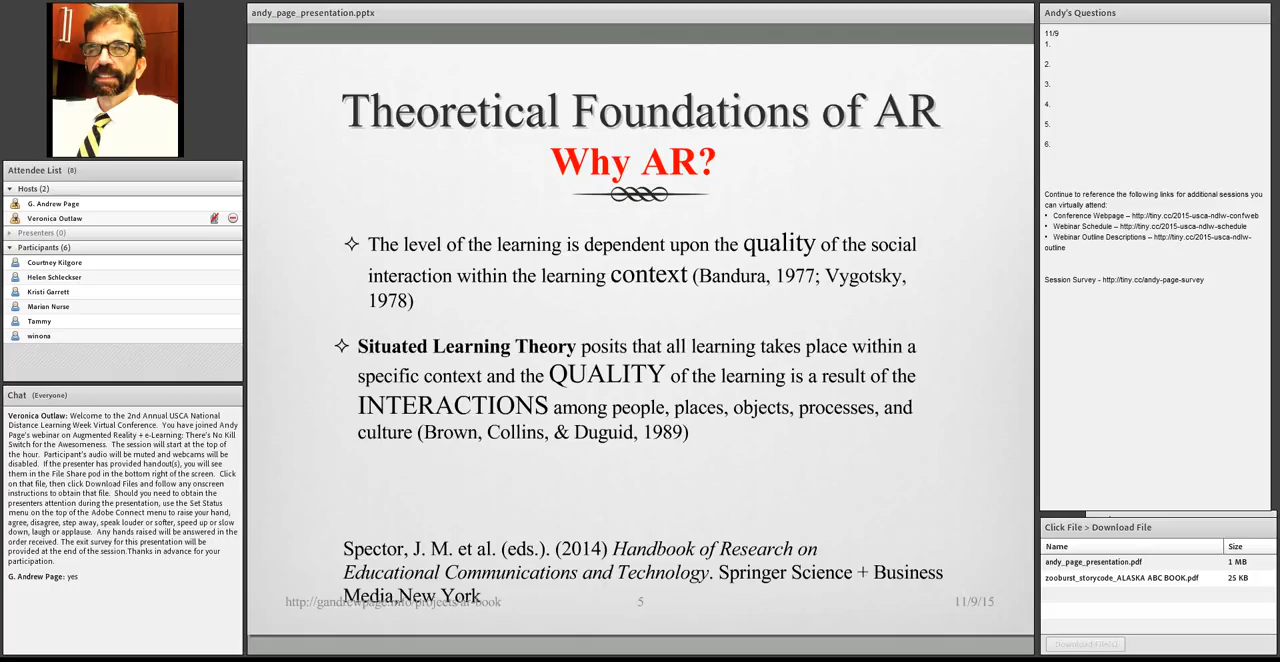 andy_page_presentation.pptx
Attendee List (8)
Hosts (2)
G. Andrew Page
Veronica Outlaw
Presenters (0)
Participants (6)
Courtney Kilgore
Helen Schleckser
Kristi Garrett
Marian Nurse
Tammy
winona
Chat (Everyone)
Veronica Outlaw: Welcome to the 2nd Annual USCA National
Distance Learning Week Virtual Conference. You have joined Andy
Page's webinar on Augmented Reality + e-Learning: There's No Kill
Switch for the Awesomeness. The session will start at the top of
the hour. Participant's audio will be muted and webcams will be
disabled. If the presenter has provided handout(s), you will see
them in the File Share pod in the bottom right of the screen. Click
on that file, then click Download Files and follow any onscreen
instructions to obtain that file. Should you need to obtain the
presenters attention during the presentation, use the Set Status
menu on the top of the Adobe Connect menu to raise your hand,
agree, disagree, step away, speak louder or softer, speed up or slow
down, laugh or applause. Any hands raised will be answered in the
order received. The exit survey for this presentation will be
provided at the end of the session.Thanks in advance for your
participation.
G. Andrew Page: yes
Theoretical Foundations of AR
Why AR?
The level of the learning is dependent upon the quality of the social
interaction within the learning context (Bandura, 1977; Vygotsky,
1978)
Situated Learning Theory posits that all learning takes place within a
specific context and the QUALITY of the learning is a result of the
INTERACTIONS among people, places, objects, processes, and
culture (Brown, Collins, & Duguid, 1989)
Spector, J. M. et al. (eds.). (2014) Handbook of Research on
Educational Communications and Technology. Springer Science + Business
Media,New York
http://gandrewpage.info/projects/ar-book
5
11/9/15
Andy's Questions
11/9
1.
2.
3.
4.
5.
6.
Continue to reference the following links for additional sessions you
can virtually attend:
• Conference Webpage – http://tiny.cc/2015-usca-ndlw-confweb
• Webinar Schedule – http://tiny.cc/2015-usca-ndlw-schedule
• Webinar Outline Descriptions – http://tiny.cc/2015-usca-ndlw-
outline
Session Survey - http://tiny.cc/andy-page-survey
Click File > Download File
Name Size
andy_page_presentation.pdf 1 MB
zooburst_storycode_ALASKA ABC BOOK.pdf 25 KB
Download File(s)